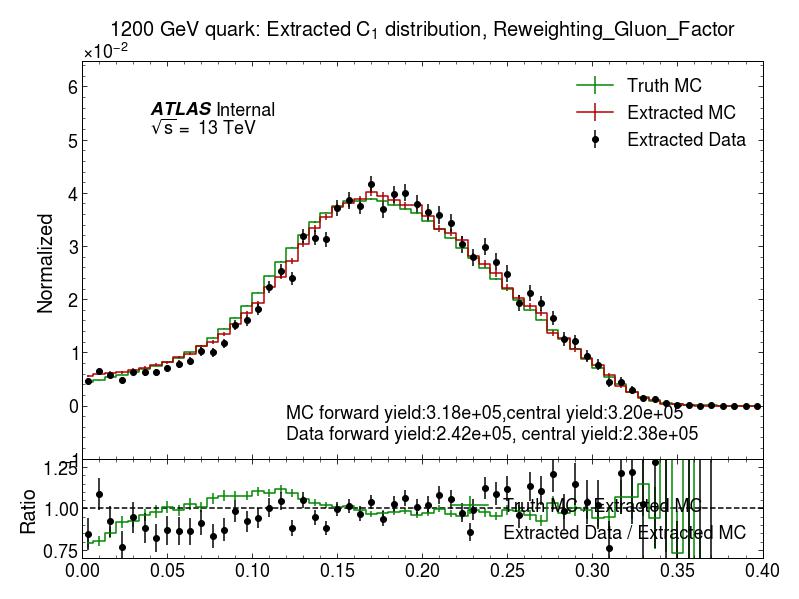 1200 GeV quark: Extracted C₁ distribution, Reweighting_Gluon_Factor
×10⁻²
6
5
4
3
2
1
0
1
Normalized
ATLAS Internal
√s = 13 TeV
Truth MC
Extracted MC
Extracted Data
MC forward yield:3.18e+05,central yield:3.20e+05
Data forward yield:2.42e+05, central yield:2.38e+05
1.25
1.00
0.75
Ratio
Truth MC / Extracted MC
Extracted Data / Extracted MC
0.00 0.05 0.10 0.15 0.20 0.25 0.30 0.35 0.40